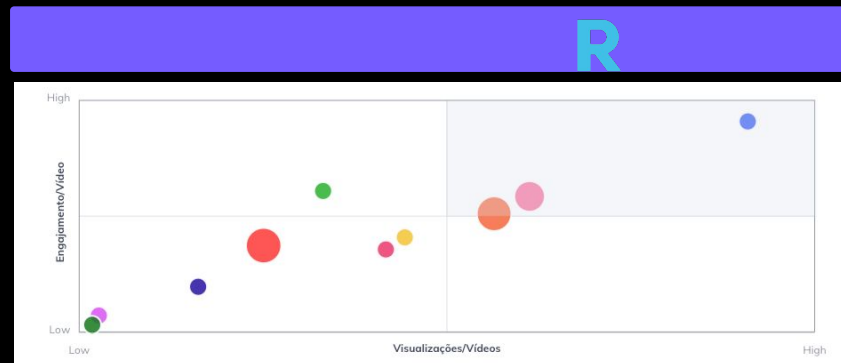 R
High
Engajamento/Vídeo
Low
Low
Visualizações/Vídeos
High